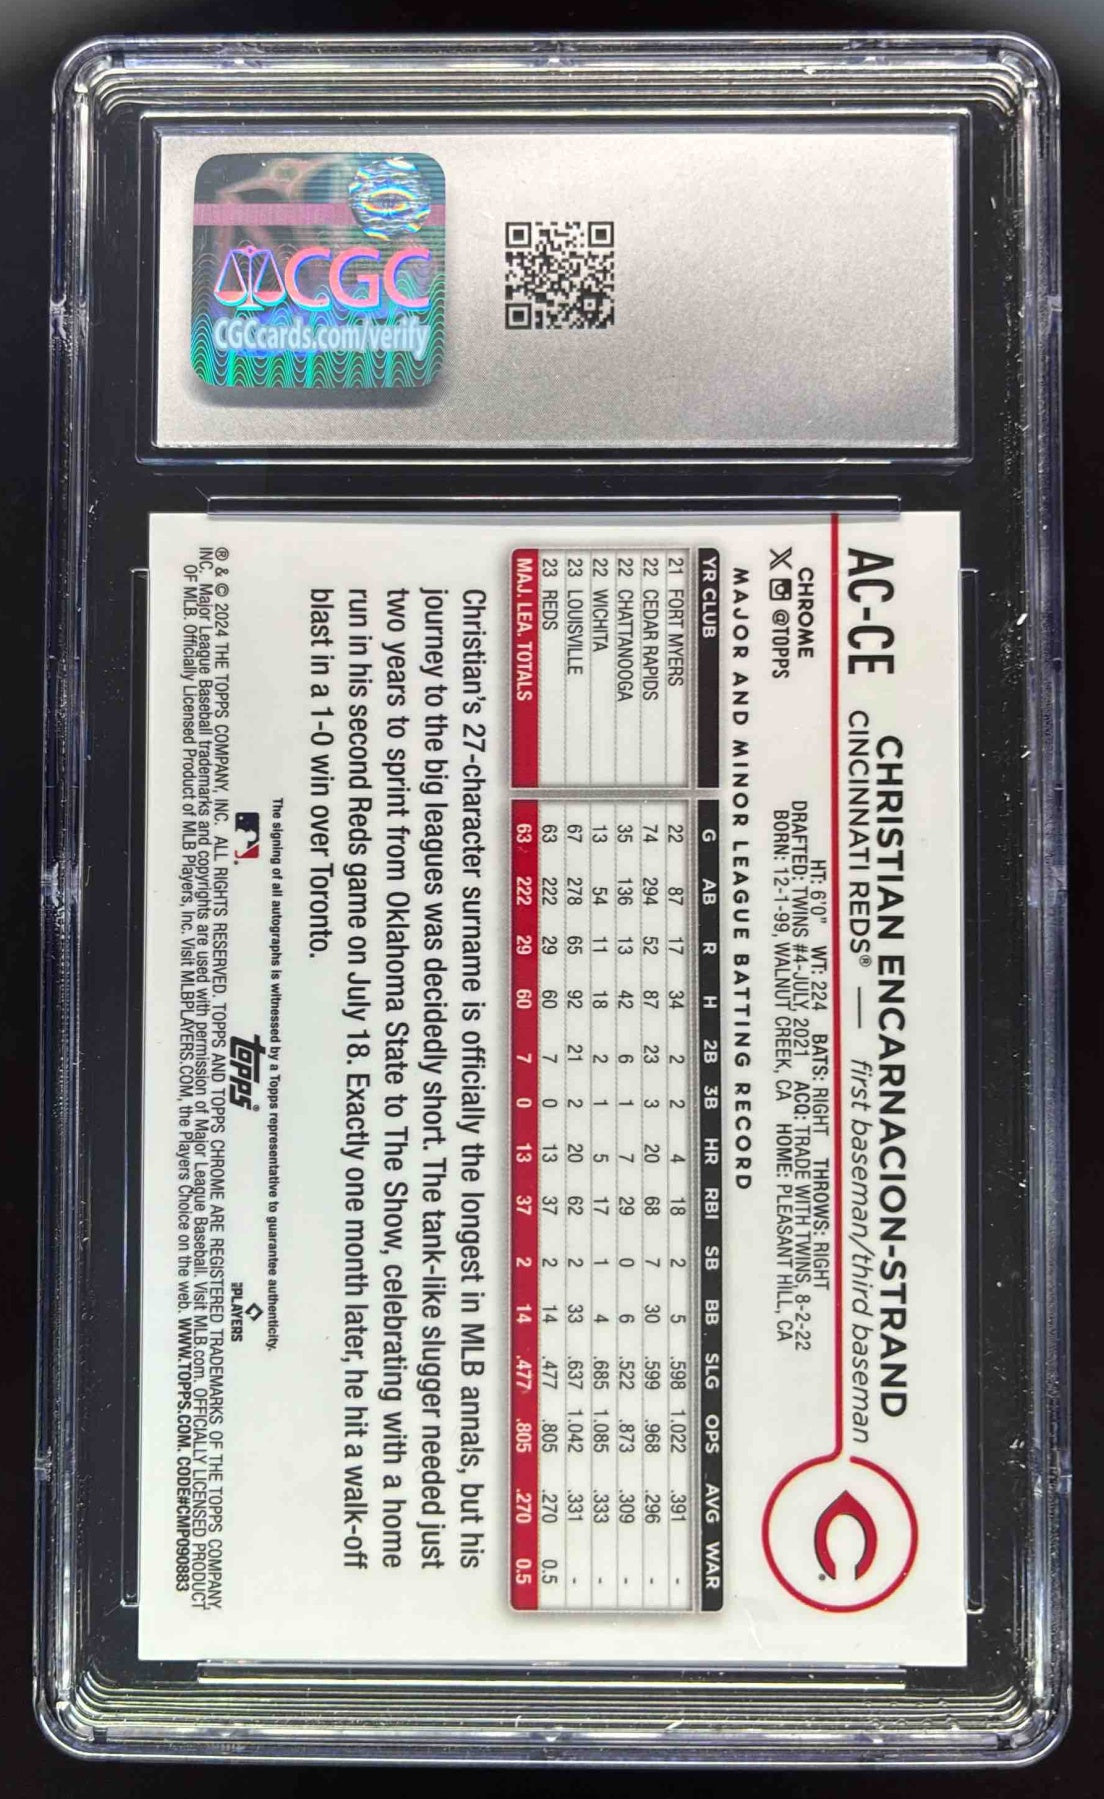 CGC
CGCcards.com/verify
AC-CE
CHRISTIAN ENCARNACION-STRAND
CINCINNATI REDS® — first baseman/third baseman
CHROME
X @TOPPS
HT: 6'0" WT: 224 BATS: RIGHT THROWS: RIGHT
DRAFTED: TWINS #4-JULY, 2021 ACQ: TRADE WITH TWINS, 8-2-22
BORN: 12-1-99, WALNUT CREEK, CA HOME: PLEASANT HILL, CA
MAJOR AND MINOR LEAGUE BATTING RECORD
YR CLUB G AB R H 2B 3B HR RBI SB BB SLG OPS AVG WAR
21 FORT MYERS 22 87 17 34 2 2 4 18 2 5 .598 1.022 .391 -
22 CEDAR RAPIDS 74 294 52 87 23 3 20 68 7 30 .599 .968 .296 -
22 CHATTANOOGA 35 136 13 42 6 1 7 29 0 6 .522 .873 .309 -
22 WICHITA 13 54 11 18 2 1 5 17 1 4 .685 1.085 .333 -
23 LOUISVILLE 67 278 65 92 21 2 20 62 2 33 .637 1.042 .331 -
23 REDS 63 222 29 60 7 0 13 37 2 14 .477 .805 .270 0.5
MAJ. LEA. TOTALS 63 222 29 60 7 0 13 37 2 14 .477 .805 .270 0.5
Christian's 27-character surname is officially the longest in MLB annals, but his
journey to the big leagues was decidedly short. The tank-like slugger needed just
two years to sprint from Oklahoma State to The Show, celebrating with a home
run in his second Reds game on July 18. Exactly one month later, he hit a walk-off
blast in a 1-0 win over Toronto.
The signing of all autographs is witnessed by a Topps representative to guarantee authenticity.
topps®
PLAYERS
® & © 2024 THE TOPPS COMPANY, INC. ALL RIGHTS RESERVED. TOPPS AND TOPPS CHROME ARE REGISTERED TRADEMARKS OF THE TOPPS COMPANY,
INC. Major League Baseball trademarks and copyrights are used with permission of Major League Baseball. Visit MLB.com. OFFICIALLY LICENSED PRODUCT
OF MLB. Officially Licensed Product of MLB Players, Inc. Visit MLBPLAYERS.COM, the Players Choice on the web. WWW.TOPPS.COM. CODE#CMP090883